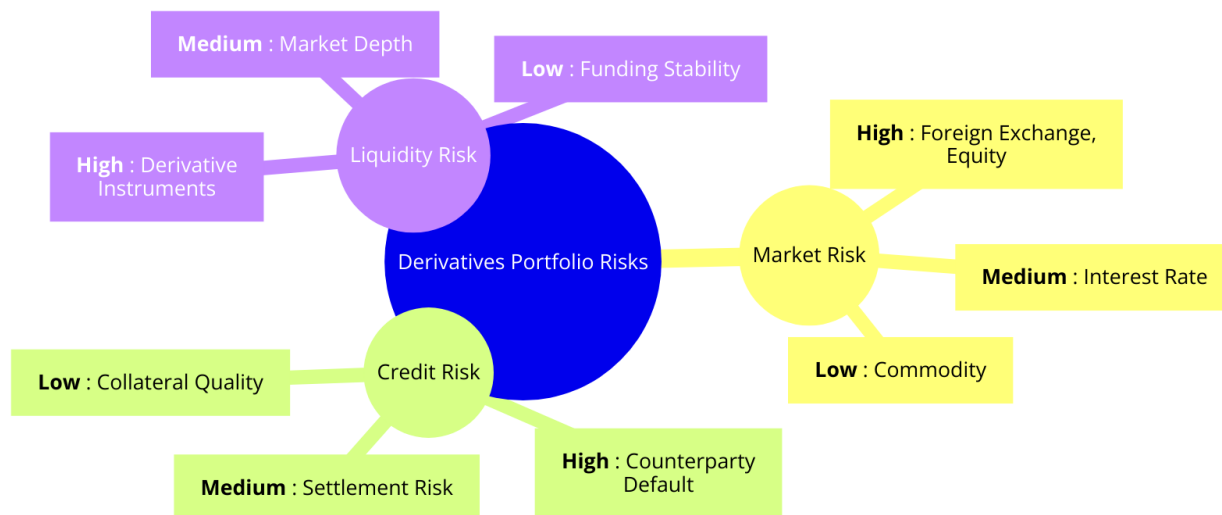 Medium : Market Depth
Low : Funding Stability
High : Derivative
Instruments
Liquidity Risk
High : Foreign Exchange,
Equity
Derivatives Portfolio Risks
Market Risk
Medium : Interest Rate
Low : Commodity
Credit Risk
Low : Collateral Quality
Medium : Settlement Risk
High : Counterparty
Default